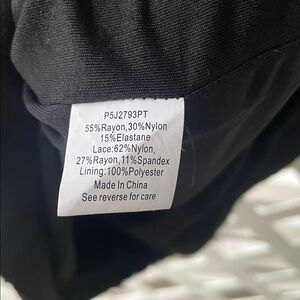 P5J2793PT
55%Rayon,30%Nylon
15%Elastane
Lace:62%Nylon,
27%Rayon,11%Spandex
Lining:100%Polyester
Made In China
See reverse for care